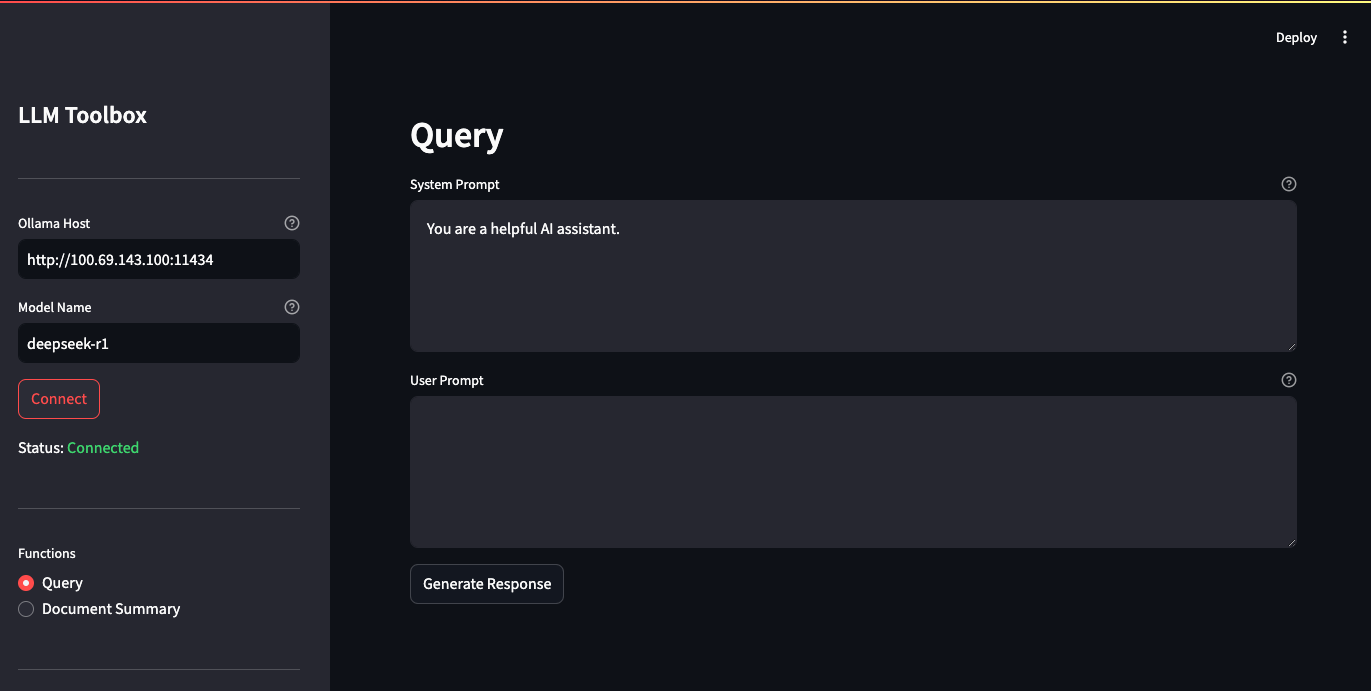 Deploy
LLM Toolbox
Ollama Host
http://100.69.143.100:11434
Model Name
deepseek-r1
Connect
Status: Connected
Functions
Query
Document Summary
Query
System Prompt
You are a helpful AI assistant.
User Prompt
Generate Response